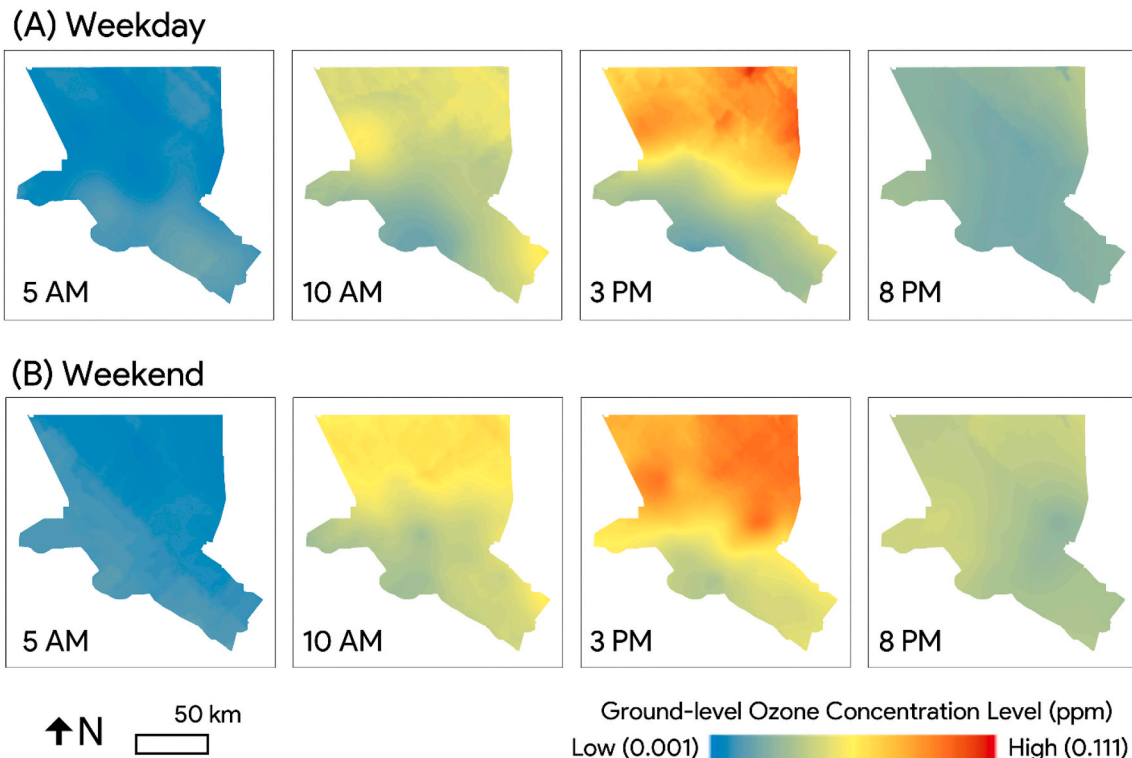 (A) Weekday
5 AM
10 AM
3 PM
8 PM
(B) Weekend
5 AM
10 AM
3 PM
8 PM
N
50 km
Ground-level Ozone Concentration Level (ppm)
Low (0.001)
High (0.111)